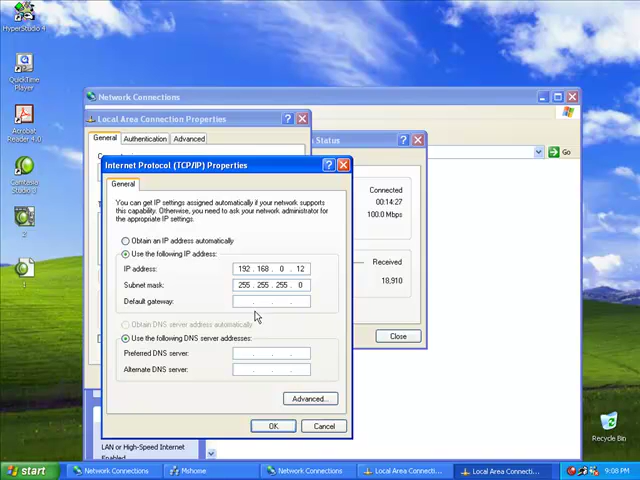 HyperStudio 4
QuickTime
Player
Acrobat
Reader 4.0
Camtasia
Studio 3
2
1
Network Connections
Local Area Connection Properties
General
Authentication
Advanced
Status
Go
Connected
00:14:27
100.0 Mbps
Received
18,910
Close
Internet Protocol (TCP/IP) Properties
General
You can get IP settings assigned automatically if your network supports
this capability. Otherwise, you need to ask your network administrator for
the appropriate IP settings.
Obtain an IP address automatically
Use the following IP address:
IP address:
192 . 168 . 0 . 12
Subnet mask:
255 . 255 . 255 . 0
Default gateway:
Obtain DNS server address automatically
Use the following DNS server addresses:
Preferred DNS server:
Alternate DNS server:
Advanced...
OK
Cancel
LAN or High-Speed Internet
Enabled
Recycle Bin
start
Network Connections
Mshome
Network Connections
Local Area Connecti...
Local Area Connecti...
9:08 PM